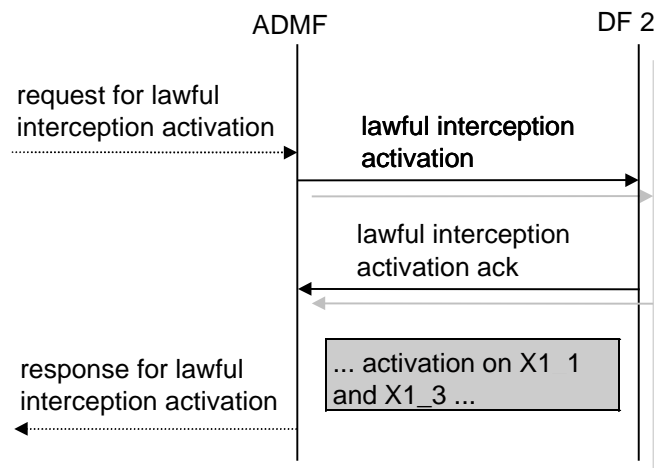 ADMF
DF 2
request for lawful
interception activation
lawful interception
activation
lawful interception
activation ack
... activation on X1 1
and X1_3 ...
response for lawful
interception activation